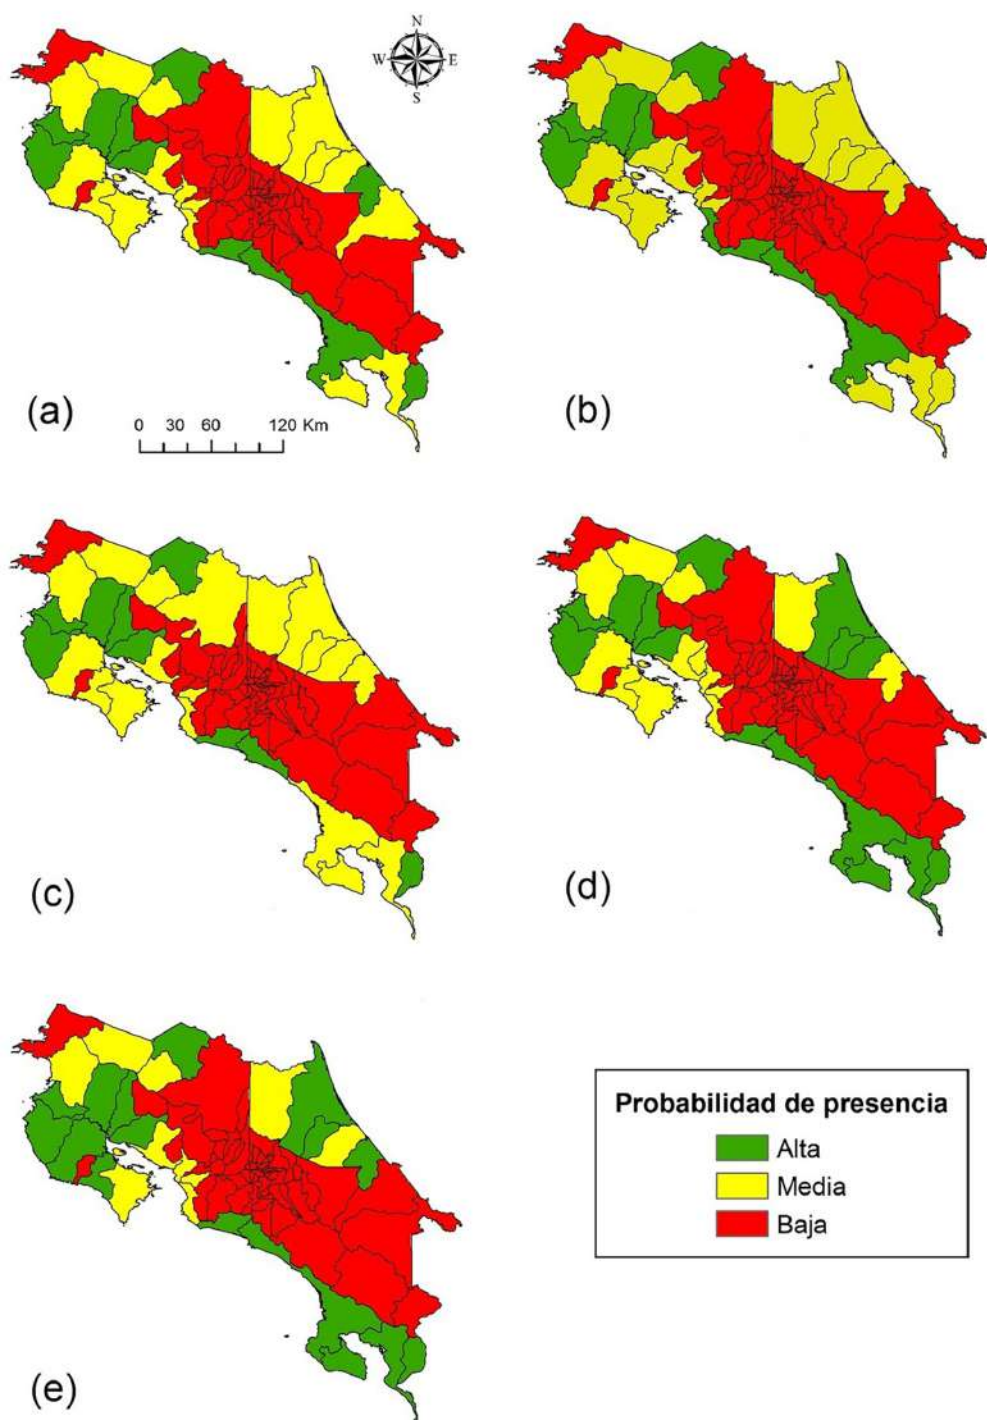 N
W E
S
(a)
0 30 60 120 Km
(b)
(c)
(d)
(e)
Probabilidad de presencia
Alta
Media
Baja